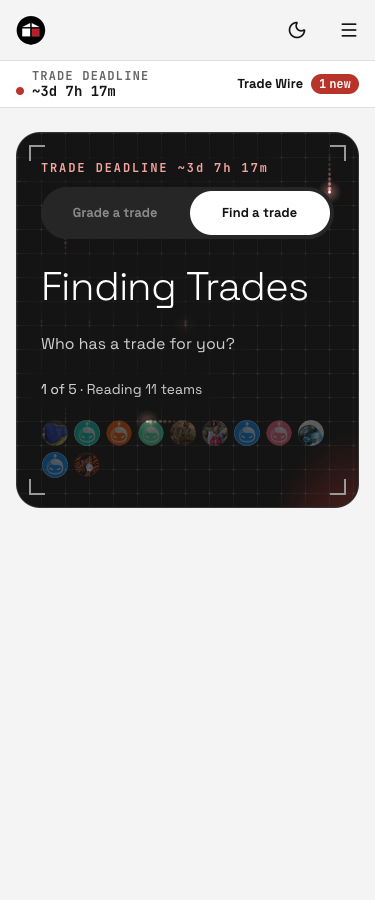 TRADE DEADLINE
~3d 7h 17m
Trade Wire
1 new
TRADE DEADLINE ~3d 7h 17m
Grade a trade
Find a trade
Finding Trades
Who has a trade for you?
1 of 5 · Reading 11 teams